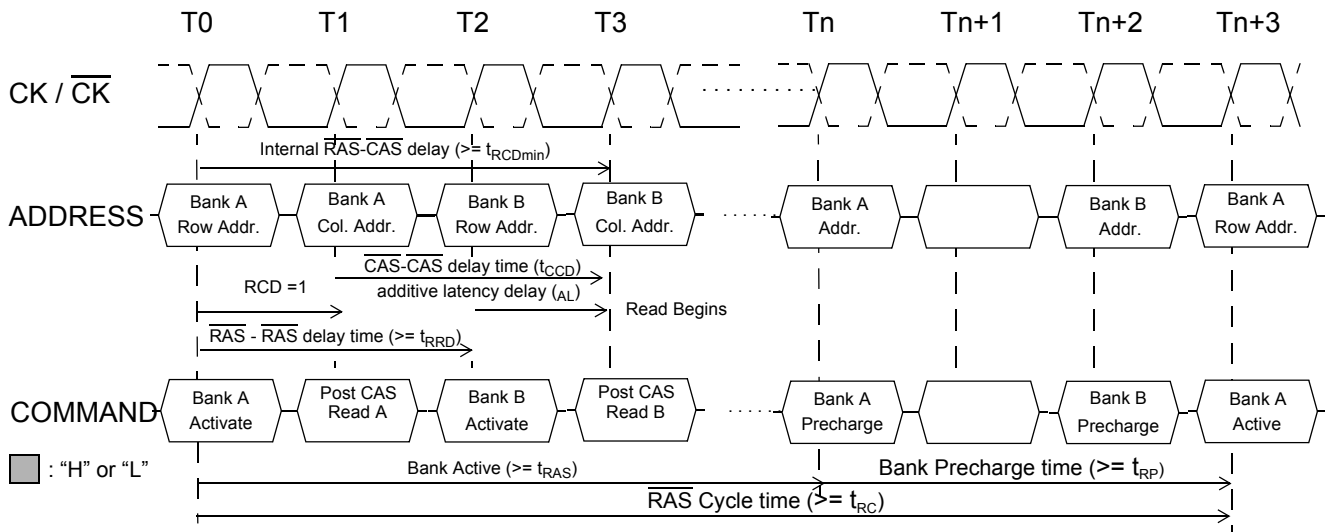 T0 T1 T2 T3 Tn Tn+1 Tn+2 Tn+3
CK / CK
Internal RAS-CAS delay (>= tRCDmin)
ADDRESS
Bank A
Row Addr.
Bank A
Col. Addr.
Bank B
Row Addr.
Bank B
Col. Addr.
Bank A
Addr.
Bank B
Addr.
Bank A
Row Addr.
CAS-CAS delay time (tCCD)
RCD =1
additive latency delay (AL)
Read Begins
RAS - RAS delay time (>= tRRD)
COMMAND
Bank A
Activate
Post CAS
Read A
Bank B
Activate
Post CAS
Read B
Bank A
Precharge
Bank B
Precharge
Bank A
Active
: “H” or “L”
Bank Active (>= tRAS)
Bank Precharge time (>= tRP)
RAS Cycle time (>= tRC)